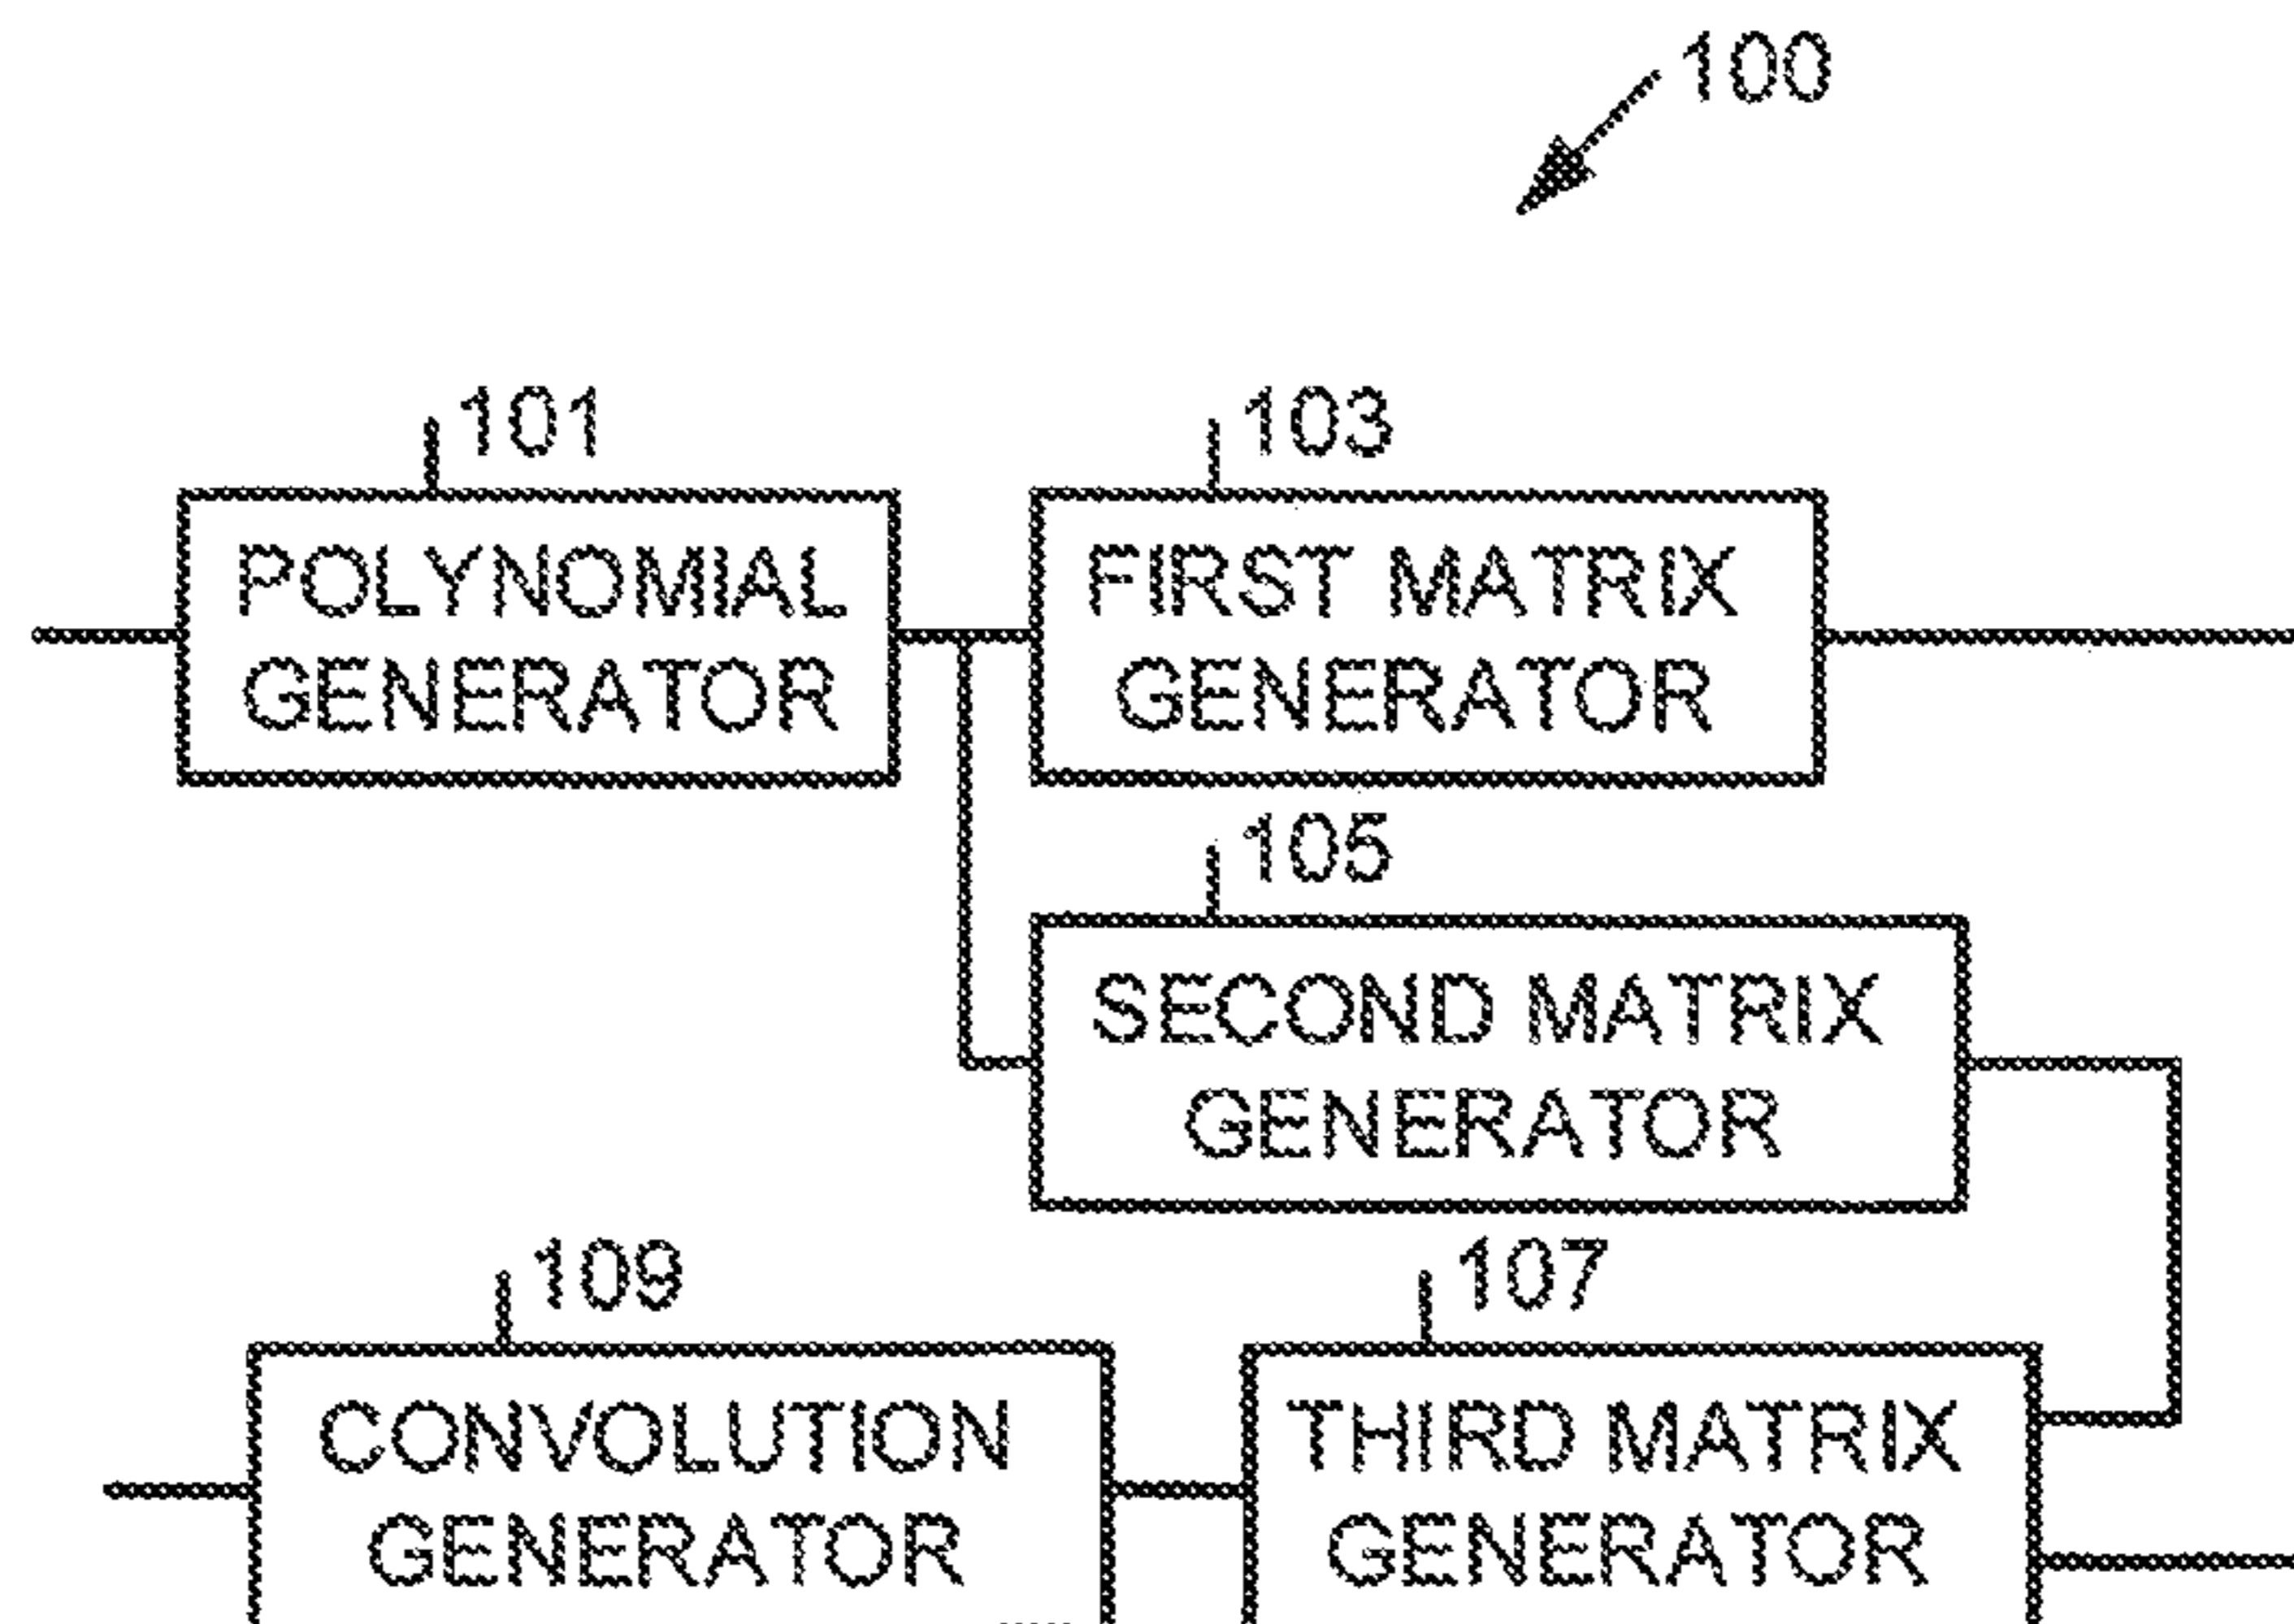 100
101
103
POLYNOMIAL
GENERATOR
FIRST MATRIX
GENERATOR
105
SECOND MATRIX
GENERATOR
109
107
CONVOLUTION
GENERATOR
THIRD MATRIX
GENERATOR